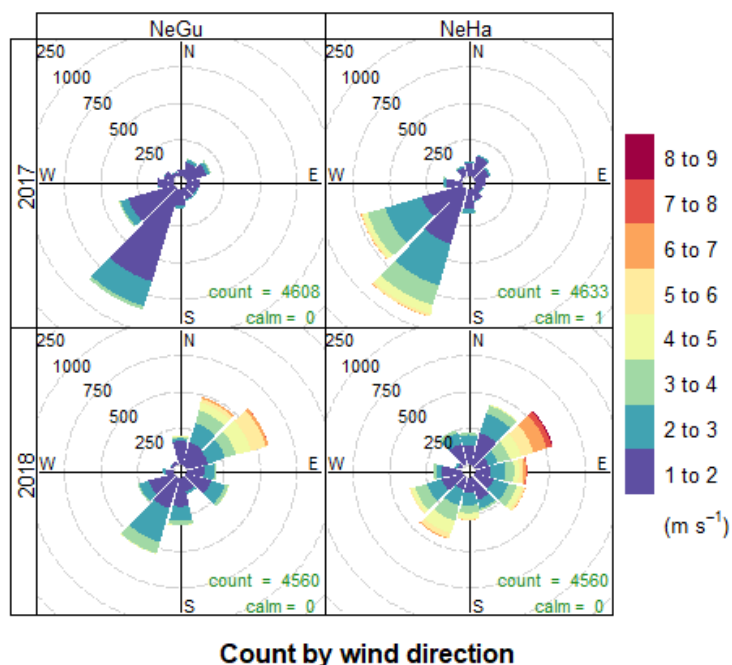 NeGu
NeHa
2017
250
1000
750
500
250
N
W
E
S
count = 4608
calm = 0
N
1000
750
500
250
W
E
S
count = 4633
calm = 1
2018
250
1000
750
500
250
N
W
E
S
count = 4560
calm = 0
N
1000
750
500
250
W
E
S
count = 4560
calm = 0
8 to 9
7 to 8
6 to 7
5 to 6
4 to 5
3 to 4
2 to 3
1 to 2
(m s⁻¹)
Count by wind direction